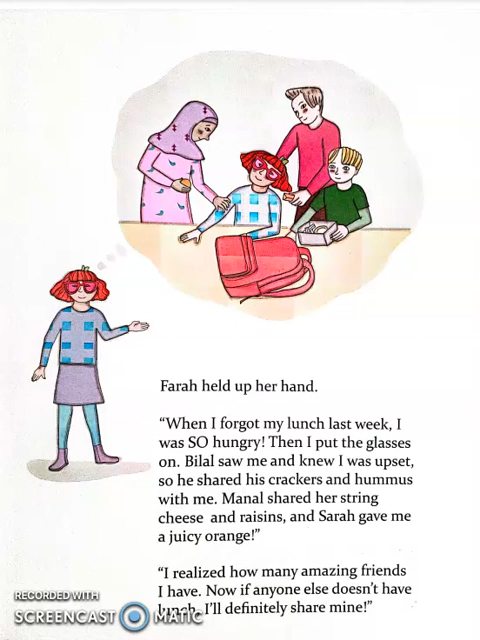 Farah held up her hand.
“When I forgot my lunch last week, I
was SO hungry! Then I put the glasses
on. Bilal saw me and knew I was upset,
so he shared his crackers and hummus
with me. Manal shared her string
cheese and raisins, and Sarah gave me
a juicy orange!”
“I realized how many amazing friends
I have. Now if anyone else doesn’t have
lunch, I’ll definitely share mine!”
RECORDED WITH
SCREENCAST MATIC